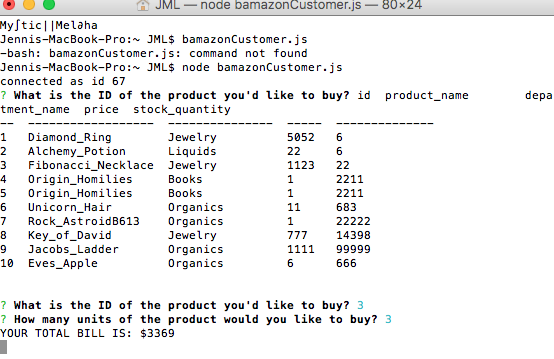 JML — node bamazonCustomer.js — 80×24
My∫tic||Mel∂ha
Jennis-MacBook-Pro:~ JML$ bamazonCustomer.js
-bash: bamazonCustomer.js: command not found
Jennis-MacBook-Pro:~ JML$ node bamazonCustomer.js
connected as id 67
? What is the ID of the product you'd like to buy? id  product_name         depa
tment_name  price  stock_quantity
--  ------------------  ---------------  -----  --------------
1   Diamond_Ring        Jewelry          5052   6
2   Alchemy_Potion      Liquids          22     6
3   Fibonacci_Necklace  Jewelry          1123   22
4   Origin_Homilies     Books            1      2211
5   Origin_Homilies     Books            1      2211
6   Unicorn_Hair        Organics         11     683
7   Rock_AstroidB613    Organics         1      22222
8   Key_of_David        Jewelry          777    14398
9   Jacobs_Ladder       Organics         1111   99999
10  Eves_Apple          Organics         6      666
? What is the ID of the product you'd like to buy? 3
? How many units of the product would you like to buy? 3
YOUR TOTAL BILL IS: $3369